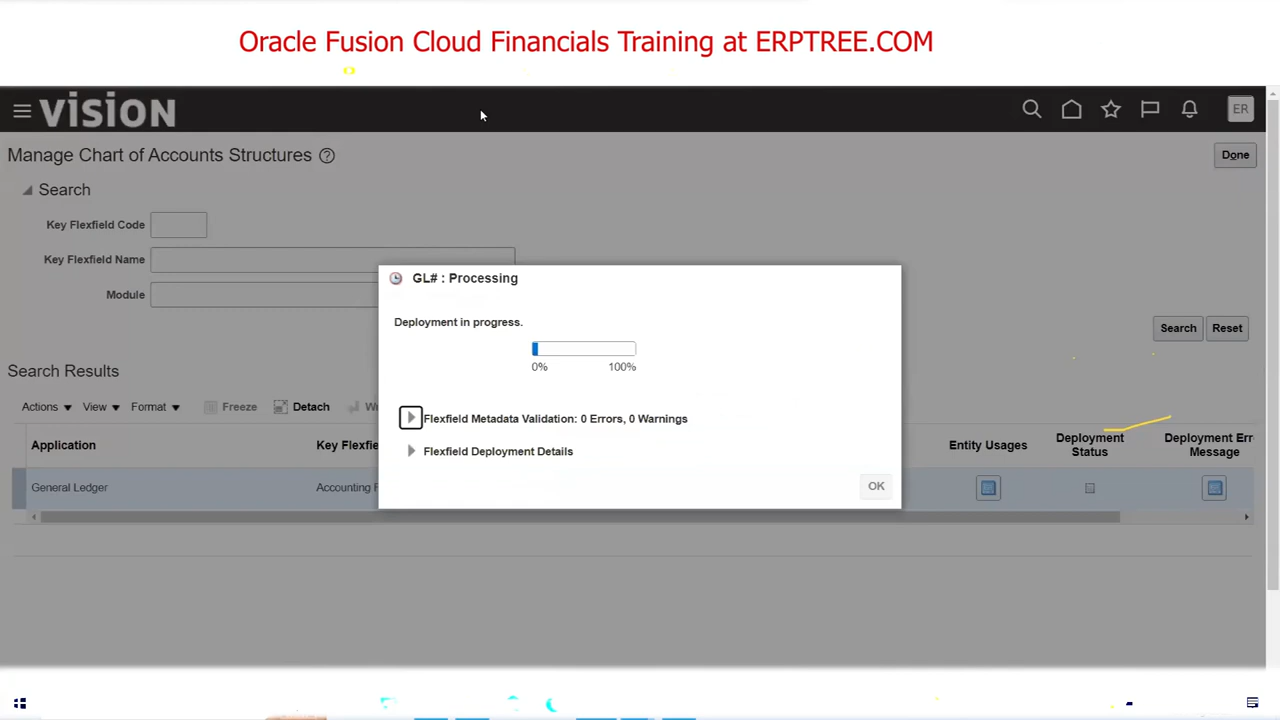 Oracle Fusion Cloud Financials Training at ERPTREE.COM
VISION
ER
Manage Chart of Accounts Structures
Done
Search
Key Flexfield Code
Key Flexfield Name
Module
Search Reset
Search Results
Actions View Format Freeze Detach
Application Key Flexfi Entity Usages Deployment Status Deployment Err Message
General Ledger Accounting F
GL# : Processing
Deployment in progress.
0% 100%
Flexfield Metadata Validation: 0 Errors, 0 Warnings
Flexfield Deployment Details
OK